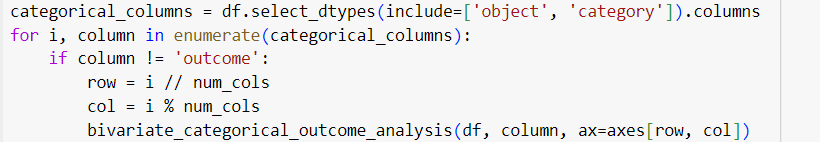 categorical_columns = df.select_dtypes(include=['object', 'category']).columns
for i, column in enumerate(categorical_columns):
    if column != 'outcome':
        row = i // num_cols
        col = i % num_cols
        bivariate_categorical_outcome_analysis(df, column, ax=axes[row, col])